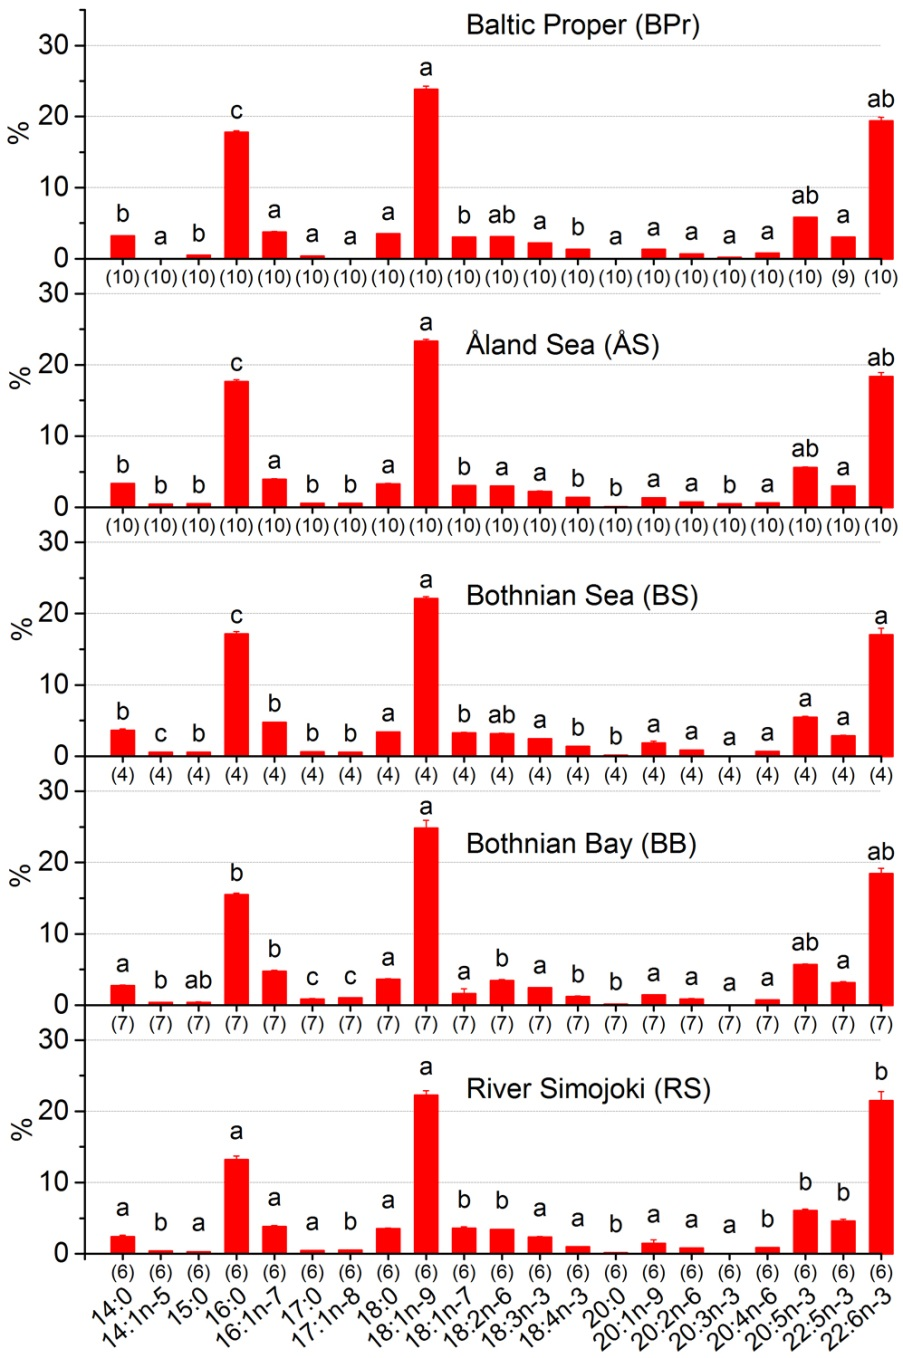 Baltic Proper (BPr)
%
30
20
10
0
b a b c a a a a a b ab a b a a a a a ab a ab
(10) (10) (10) (10) (10) (10) (10) (10) (10) (10) (10) (10) (10) (10) (10) (10) (10) (10) (10) (9) (10)
Åland Sea (ÅS)
%
30
20
10
0
b b b c a b b a a b a a b b a a b a ab a ab
(10) (10) (10) (10) (10) (10) (10) (10) (10) (10) (10) (10) (10) (10) (10) (10) (10) (10) (10) (10) (10)
Bothnian Sea (BS)
%
30
20
10
0
b c b c b b b a a b ab a b b a a a a a a a
(4) (4) (4) (4) (4) (4) (4) (4) (4) (4) (4) (4) (4) (4) (4) (4) (4) (4) (4) (4) (4)
Bothnian Bay (BB)
%
30
20
10
0
a b ab b b c c a a a b a b b a a a a ab a ab
(7) (7) (7) (7) (7) (7) (7) (7) (7) (7) (7) (7) (7) (7) (7) (7) (7) (7) (7) (7) (7)
River Simojoki (RS)
%
30
20
10
0
a b a a a a b a a b b a a b a a a b b b b
(6) (6) (6) (6) (6) (6) (6) (6) (6) (6) (6) (6) (6) (6) (6) (6) (6) (6) (6) (6) (6)
14:0
14:1n-5
15:0
16:0
16:1n-7
17:0
17:1n-8
18:0
18:1n-9
18:1n-7
18:2n-6
18:3n-3
18:4n-3
20:0
20:1n-9
20:2n-6
20:3n-3
20:4n-6
20:5n-3
22:5n-3
22:6n-3